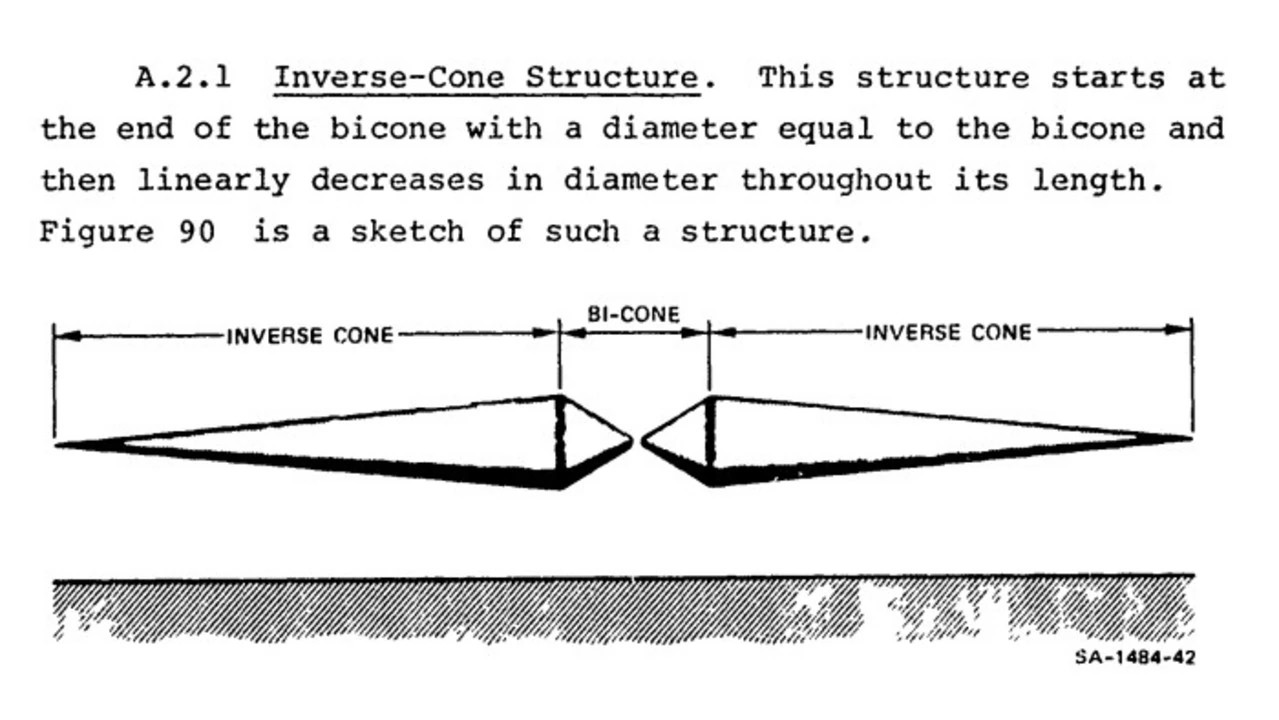 A.2.1 Inverse-Cone Structure. This structure starts at
the end of the bicone with a diameter equal to the bicone and
then linearly decreases in diameter throughout its length.
Figure 90 is a sketch of such a structure.
BI-CONE
INVERSE CONE
INVERSE CONE
SA-1484-42